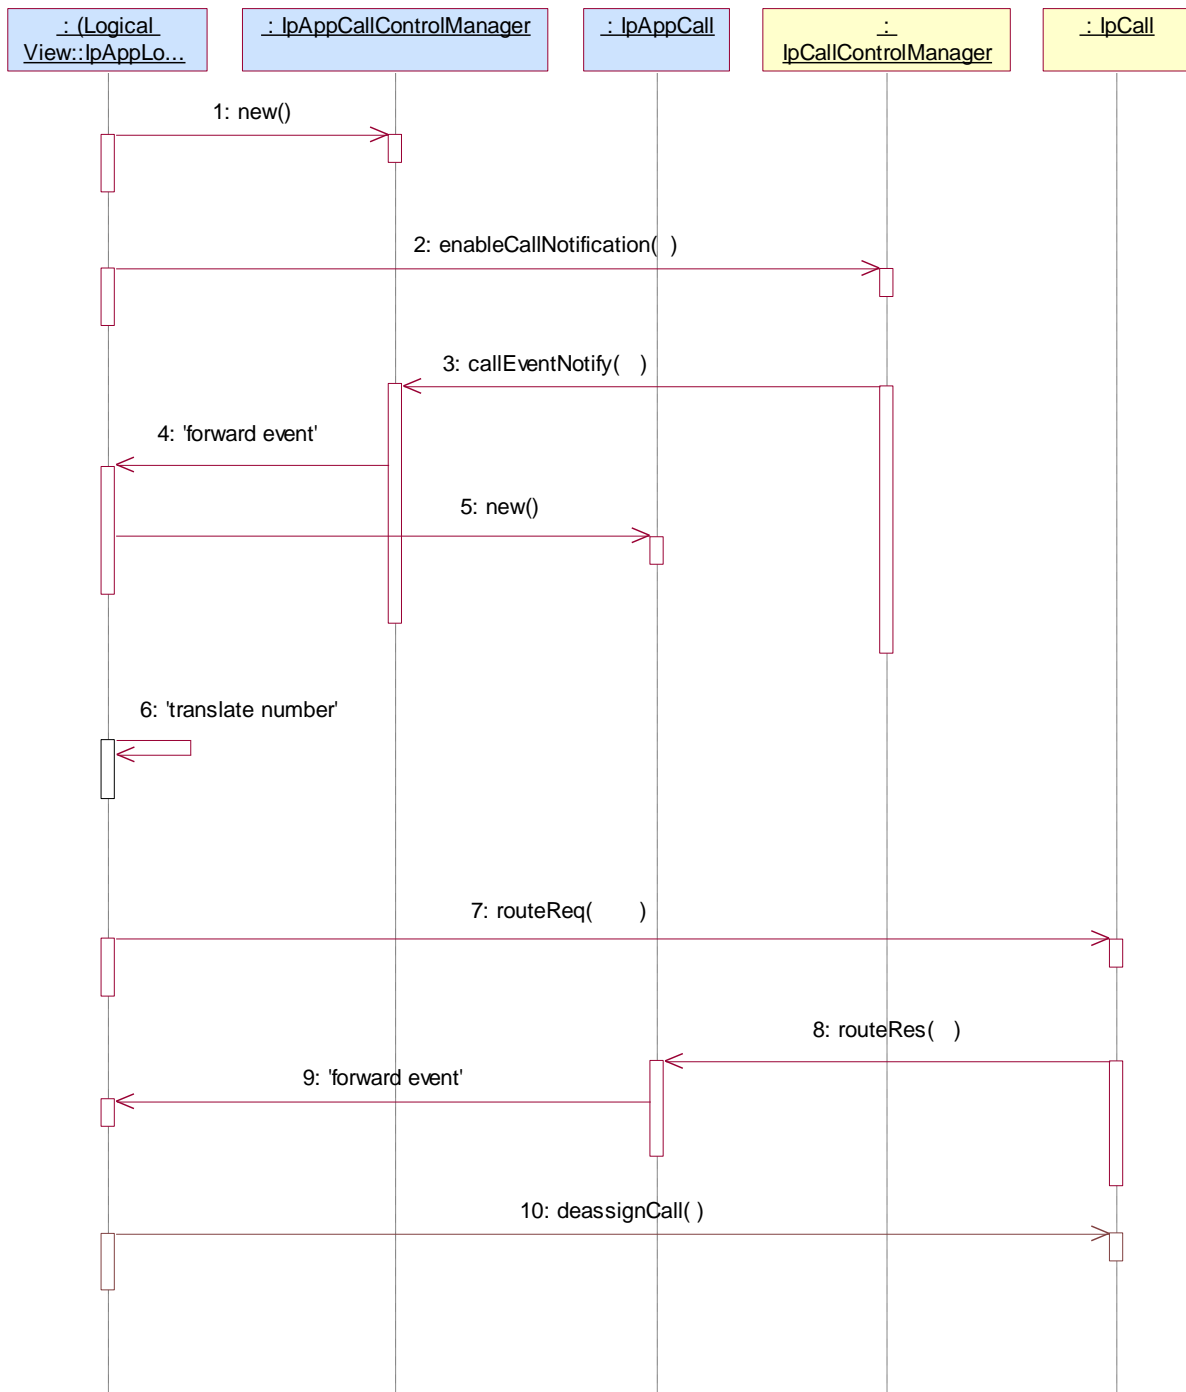 : (Logical
View::IpAppLo...
: IpAppCallControlManager
: IpAppCall
:
IpCallControlManager
: IpCall
1: new()
2: enableCallNotification( )
3: callEventNotify( )
4: 'forward event'
5: new()
6: 'translate number'
7: routeReq( )
8: routeRes( )
9: 'forward event'
10: deassignCall( )